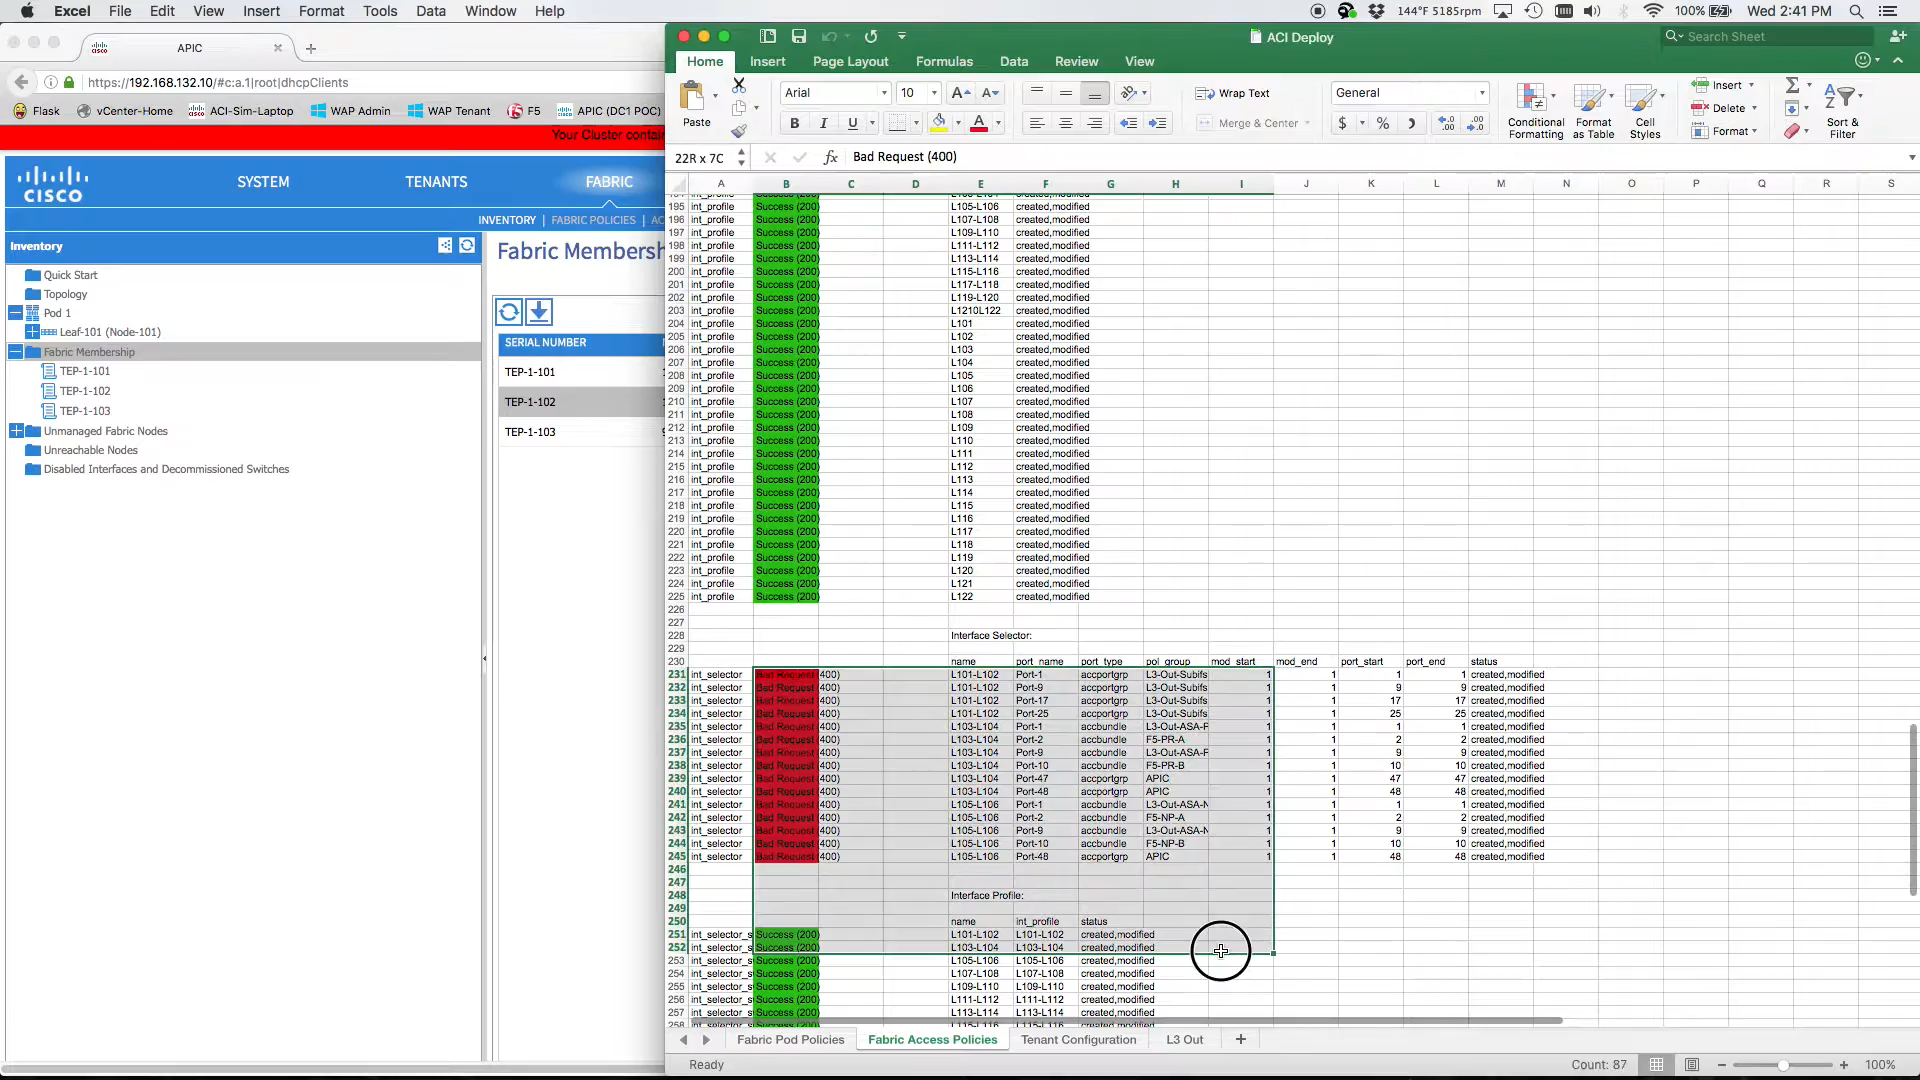 Excel File Edit View Insert Format Tools Data Window Help 144°F 5185rpm 100% Wed 2:41 PM
APIC
https://192.168.132.10/#c:a.1|root|dhcpClients
Flask vCenter-Home ACI-Sim-Laptop WAP Admin WAP Tenant F5 APIC (DC1 POC)
Your Cluster contain
CISCO SYSTEM TENANTS FABRIC
INVENTORY | FABRIC POLICIES | AC
Inventory
Quick Start
Topology
Pod 1
Leaf-101 (Node-101)
Fabric Membership
TEP-1-101
TEP-1-102
TEP-1-103
Unmanaged Fabric Nodes
Unreachable Nodes
Disabled Interfaces and Decommissioned Switches
Fabric Membersh
SERIAL NUMBER
TEP-1-101
TEP-1-102
TEP-1-103
ACI Deploy
Search Sheet
Home Insert Page Layout Formulas Data Review View
Paste Arial 10 Wrap Text General Insert
Merge & Center Conditional Formatting Format as Table Cell Styles Delete Format Sort & Filter
22R x 7C fx Bad Request (400)
A B C D E F G H I J K L M N O P Q R S
195 int_profile Success (200) L105-L106 created,modified
196 int_profile Success (200) L107-L108 created,modified
197 int_profile Success (200) L109-L110 created,modified
198 int_profile Success (200) L111-L112 created,modified
199 int_profile Success (200) L113-L114 created,modified
200 int_profile Success (200) L115-L116 created,modified
201 int_profile Success (200) L117-L118 created,modified
202 int_profile Success (200) L119-L120 created,modified
203 int_profile Success (200) L1210L122 created,modified
204 int_profile Success (200) L101 created,modified
205 int_profile Success (200) L102 created,modified
206 int_profile Success (200) L103 created,modified
207 int_profile Success (200) L104 created,modified
208 int_profile Success (200) L105 created,modified
209 int_profile Success (200) L106 created,modified
210 int_profile Success (200) L107 created,modified
211 int_profile Success (200) L108 created,modified
212 int_profile Success (200) L109 created,modified
213 int_profile Success (200) L110 created,modified
214 int_profile Success (200) L111 created,modified
215 int_profile Success (200) L112 created,modified
216 int_profile Success (200) L113 created,modified
217 int_profile Success (200) L114 created,modified
218 int_profile Success (200) L115 created,modified
219 int_profile Success (200) L116 created,modified
220 int_profile Success (200) L117 created,modified
221 int_profile Success (200) L118 created,modified
222 int_profile Success (200) L119 created,modified
223 int_profile Success (200) L120 created,modified
224 int_profile Success (200) L121 created,modified
225 int_profile Success (200) L122 created,modified
226
227
228 Interface Selector:
229
230 name port_name port_type pol_group mod_start mod_end port_start port_end status
231 int_selector Bad Request (400) L101-L102 Port-1 accportgrp L3-Out-Subifs 1 1 1 1 created,modified
232 int_selector Bad Request (400) L101-L102 Port-9 accportgrp L3-Out-Subifs 1 1 9 9 created,modified
233 int_selector Bad Request (400) L101-L102 Port-17 accportgrp L3-Out-Subifs 1 1 17 17 created,modified
234 int_selector Bad Request (400) L101-L102 Port-25 accportgrp L3-Out-Subifs 1 1 25 25 created,modified
235 int_selector Bad Request (400) L103-L104 Port-1 accbundle L3-Out-ASA-F 1 1 1 1 created,modified
236 int_selector Bad Request (400) L103-L104 Port-2 accbundle F5-PR-A 1 1 2 2 created,modified
237 int_selector Bad Request (400) L103-L104 Port-9 accbundle L3-Out-ASA-F 1 1 9 9 created,modified
238 int_selector Bad Request (400) L103-L104 Port-10 accbundle F5-PR-B 1 1 10 10 created,modified
239 int_selector Bad Request (400) L103-L104 Port-47 accportgrp APIC 1 1 47 47 created,modified
240 int_selector Bad Request (400) L103-L104 Port-48 accportgrp APIC 1 1 48 48 created,modified
241 int_selector Bad Request (400) L105-L106 Port-1 accbundle L3-Out-ASA-N 1 1 1 1 created,modified
242 int_selector Bad Request (400) L105-L106 Port-2 accbundle F5-NP-A 1 1 2 2 created,modified
243 int_selector Bad Request (400) L105-L106 Port-9 accbundle L3-Out-ASA-N 1 1 9 9 created,modified
244 int_selector Bad Request (400) L105-L106 Port-10 accbundle F5-NP-B 1 1 10 10 created,modified
245 int_selector Bad Request (400) L105-L106 Port-48 accportgrp APIC 1 1 48 48 created,modified
246
247
248 Interface Profile:
249
250 name int_profile status
251 int_selector_s Success (200) L101-L102 L101-L102 created,modified
252 int_selector_s Success (200) L103-L104 L103-L104 created,modified
253 int_selector_s Success (200) L105-L106 L105-L106 created,modified
254 int_selector_s Success (200) L107-L108 L107-L108 created,modified
255 int_selector_s Success (200) L109-L110 L109-L110 created,modified
256 int_selector_s Success (200) L111-L112 L111-L112 created,modified
257 int_selector_s Success (200) L113-L114 L113-L114 created,modified
Fabric Pod Policies Fabric Access Policies Tenant Configuration L3 Out +
Ready Count: 87 100%